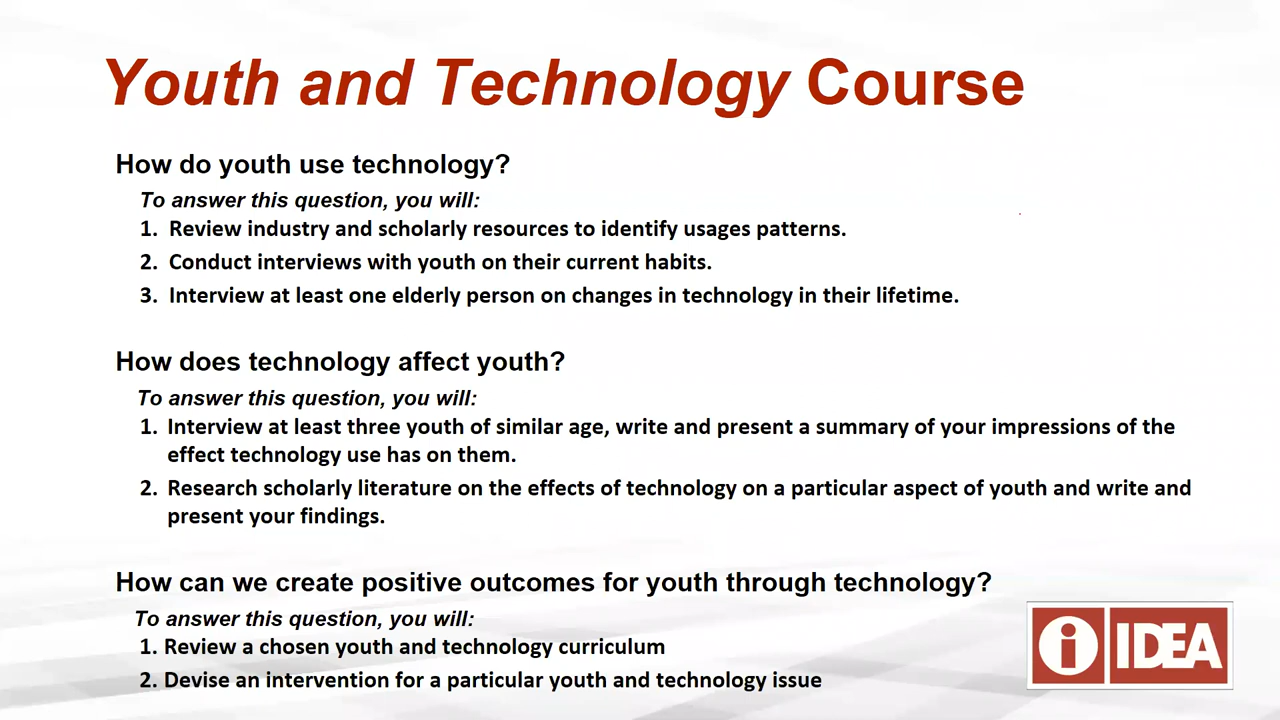 Youth and Technology Course
How do youth use technology?
To answer this question, you will:
1. Review industry and scholarly resources to identify usages patterns.
2. Conduct interviews with youth on their current habits.
3. Interview at least one elderly person on changes in technology in their lifetime.
How does technology affect youth?
To answer this question, you will:
1. Interview at least three youth of similar age, write and present a summary of your impressions of the
effect technology use has on them.
2. Research scholarly literature on the effects of technology on a particular aspect of youth and write and
present your findings.
How can we create positive outcomes for youth through technology?
To answer this question, you will:
1. Review a chosen youth and technology curriculum
2. Devise an intervention for a particular youth and technology issue
i IDEA